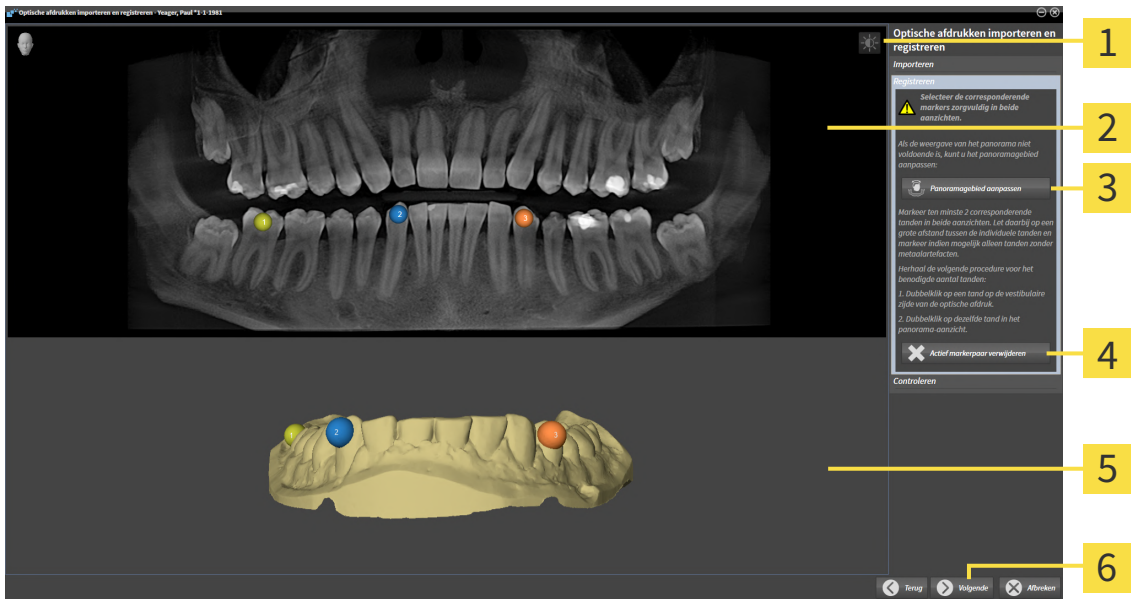 Optische afdrukken importeren en registreren - Yeager, Paul *1-1-1981
Optische afdrukken importeren en
registreren
Importeren
Registreren
Selecteer de corresponderende
markers zorgvuldig in beide
aanzichten.
Als de weergave van het panorama niet
voldoende is, kunt u het panoramagebied
aanpassen:
Panoramagebied aanpassen
Markeer ten minste 2 corresponderende
tanden in beide aanzichten. Let daarbij op een
grote afstand tussen de individuele tanden en
markeer indien mogelijk alleen tanden zonder
metaalartefacten.
Herhaal de volgende procedure voor het
benodigde aantal tanden:
1. Dubbelklik op een tand op de vestibulaire
zijde van de optische afdruk.
2. Dubbelklik op dezelfde tand in het
panorama-aanzicht.
Actief markerpaar verwijderen
Controleren
1
2
3
1
2
3
Terug
Volgende
Afbreken
1
2
3
4
5
6